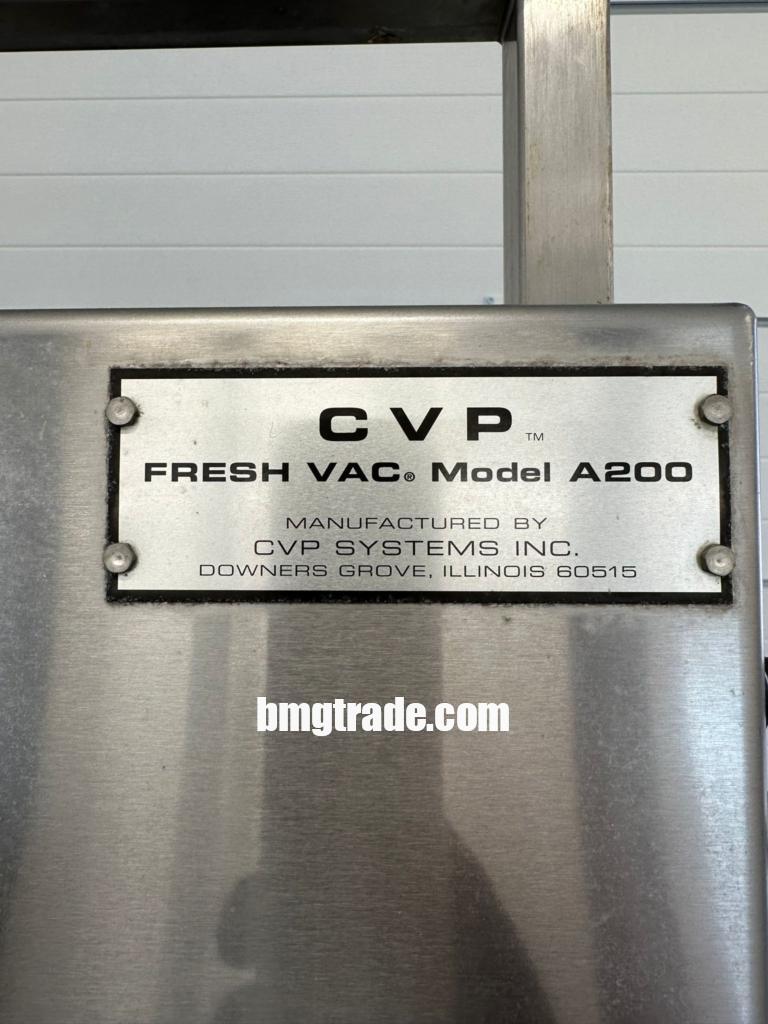 CVP™
FRESH VAC® Model A200
MANUFACTURED BY
CVP SYSTEMS INC.
DOWNERS GROVE, ILLINOIS 60515
bmgtrade.com